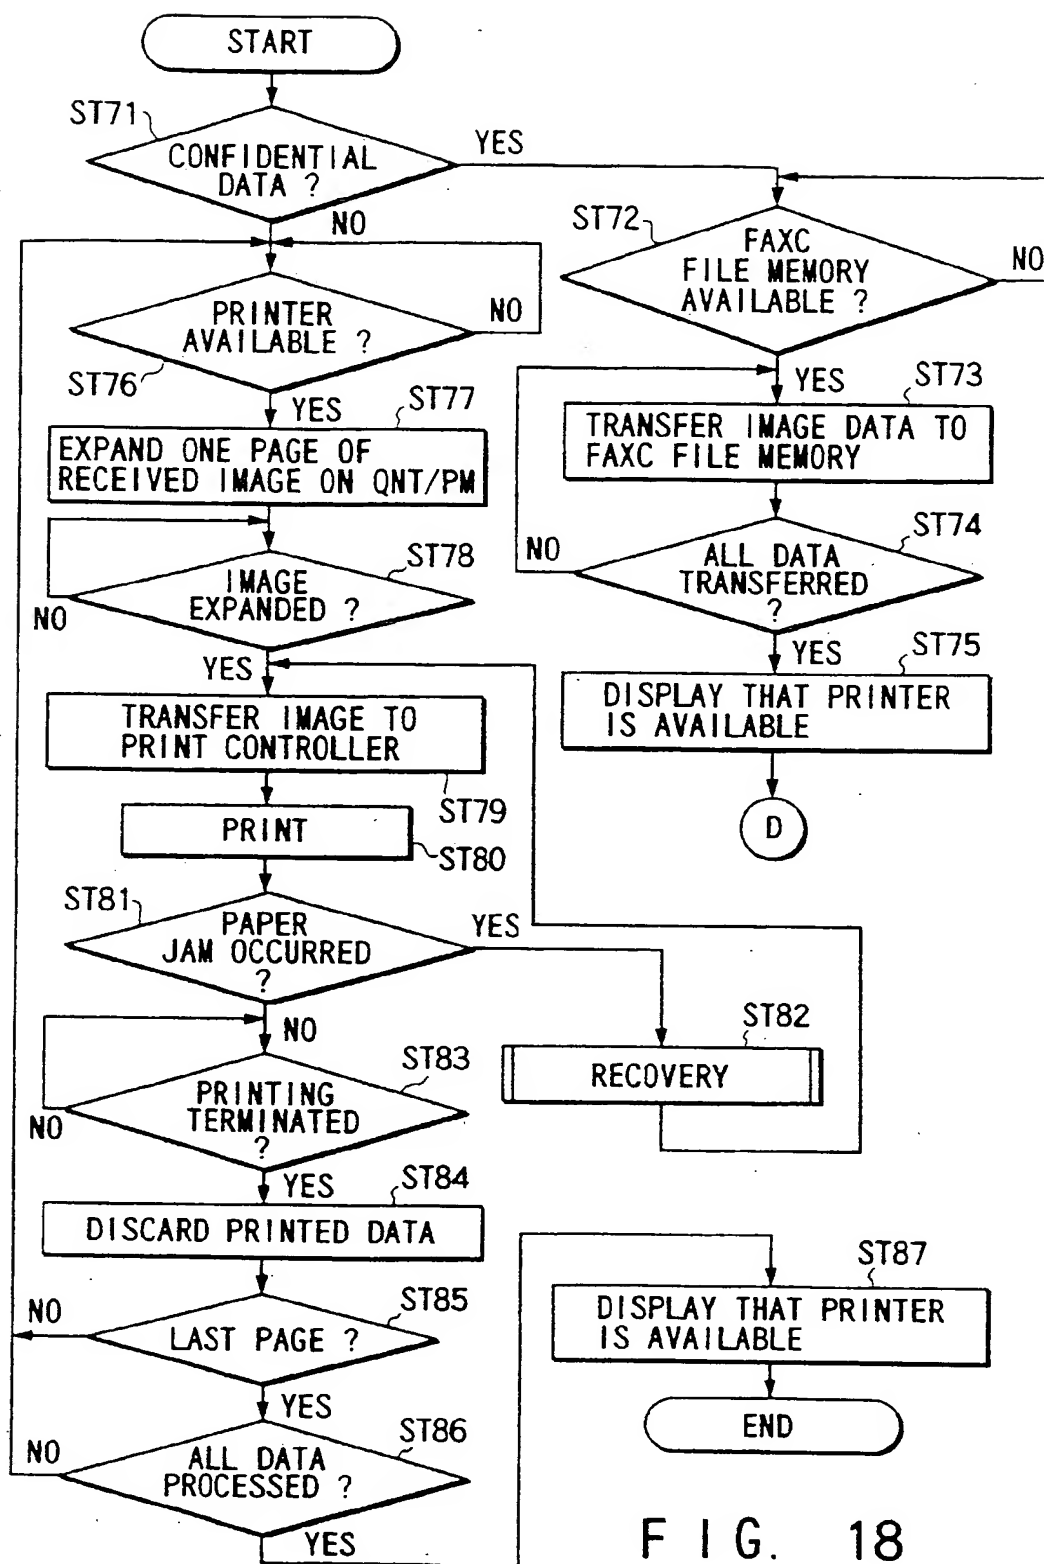 START
ST71
CONFIDENTIAL
DATA ?
YES
NO
ST72
FAXC
FILE MEMORY
AVAILABLE ?
NO
PRINTER
AVAILABLE ?
NO
ST76
YES
ST77
EXPAND ONE PAGE OF
RECEIVED IMAGE ON QNT/PM
YES
ST73
TRANSFER IMAGE DATA TO
FAXC FILE MEMORY
ST78
IMAGE
EXPANDED ?
NO
ST74
ALL DATA
TRANSFERRED
?
NO
YES
TRANSFER IMAGE TO
PRINT CONTROLLER
ST79
YES
ST75
DISPLAY THAT PRINTER
IS AVAILABLE
D
PRINT
ST80
ST81
PAPER
JAM OCCURRED
?
YES
NO
ST82
RECOVERY
ST83
PRINTING
TERMINATED
?
NO
YES
ST84
DISCARD PRINTED DATA
ST85
LAST PAGE ?
NO
YES
ST86
ALL DATA
PROCESSED ?
NO
YES
ST87
DISPLAY THAT PRINTER
IS AVAILABLE
END
FIG. 18